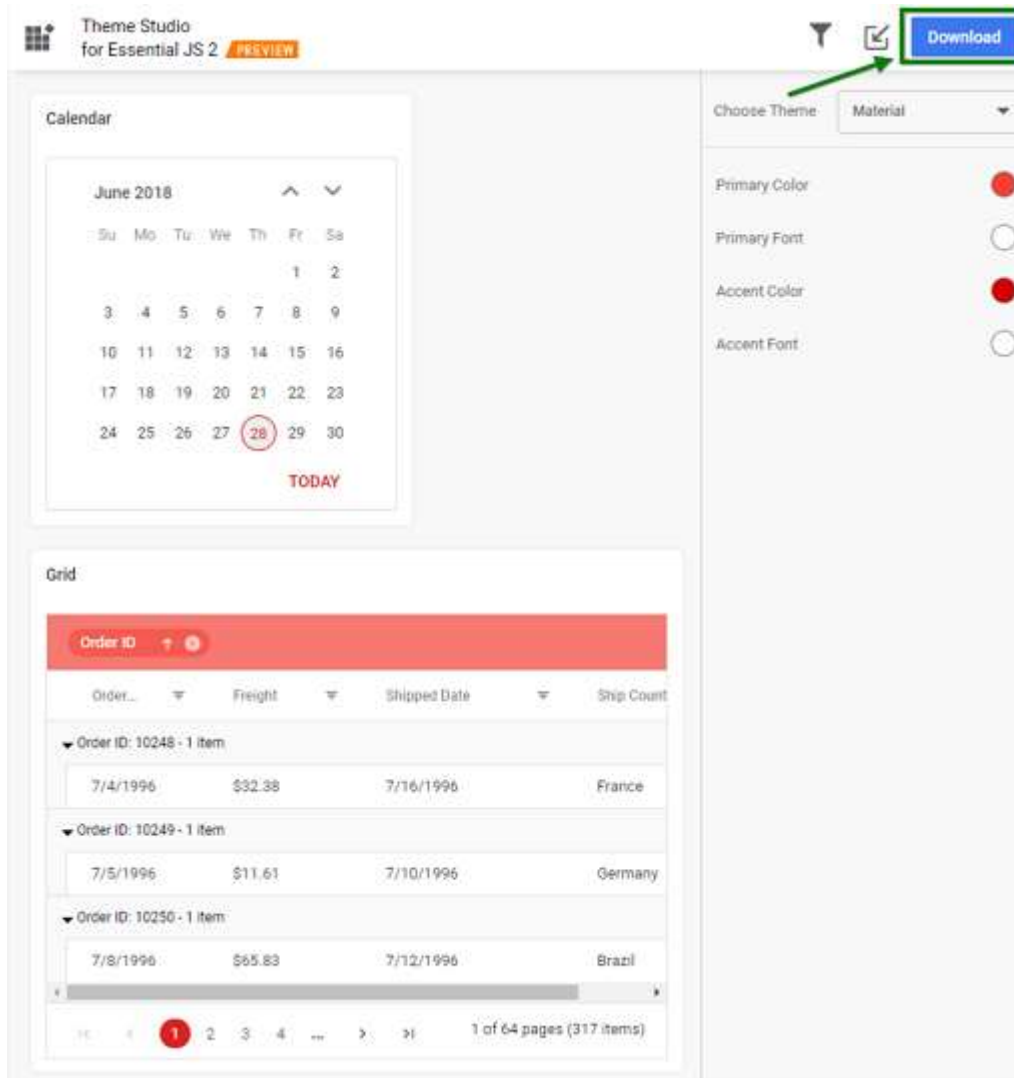 Theme Studio
for Essential JS 2 PREVIEW
Download
Calendar
Choose Theme Material
June 2018
Su Mo Tu We Th Fr Sa
1 2
3 4 5 6 7 8 9
10 11 12 13 14 15 16
17 18 19 20 21 22 23
24 25 26 27 28 29 30
TODAY
Primary Color
Primary Font
Accent Color
Accent Font
Grid
Order ID
Order... Freight Shipped Date Ship Count
Order ID: 10248 - 1 item
7/4/1996 $32.38 7/16/1996 France
Order ID: 10249 - 1 item
7/5/1996 $11.61 7/10/1996 Germany
Order ID: 10250 - 1 item
7/8/1996 $65.83 7/12/1996 Brazil
1 2 3 4 ... 1 of 64 pages (317 items)